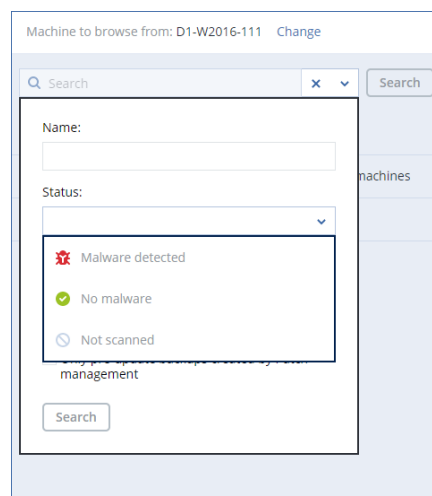 Machine to browse from: D1-W2016-111 Change
Search
Search
Name:
machines
Status:
Malware detected
No malware
Not scanned
management
Search